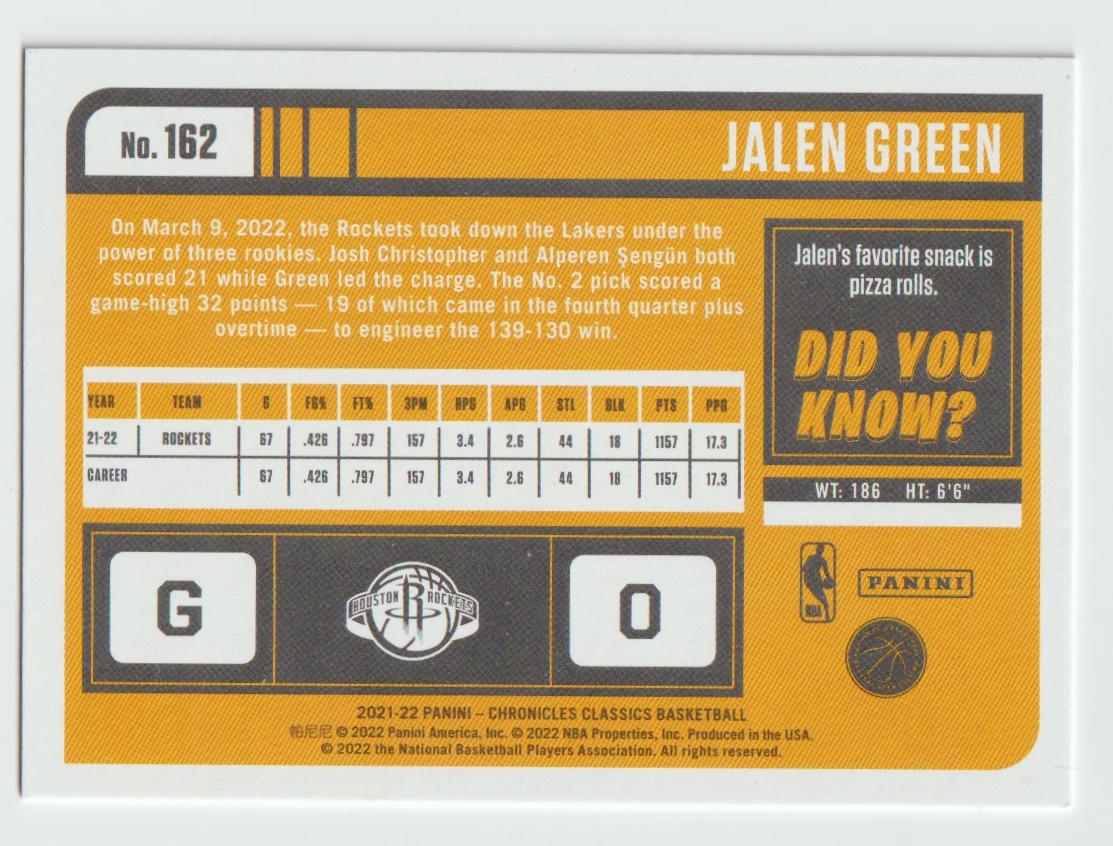 No. 162
JALEN GREEN
On March 9, 2022, the Rockets took down the Lakers under the
power of three rookies. Josh Christopher and Alperen Şengün both
scored 21 while Green led the charge. The No. 2 pick scored a
game-high 32 points — 19 of which came in the fourth quarter plus
overtime — to engineer the 139-130 win.
Jalen's favorite snack is
pizza rolls.
DID YOU
KNOW?
YEAR TEAM G FG% FT% 3PM RPG APG STL BLK PTS PPG
21-22 ROCKETS 67 .426 .797 157 3.4 2.6 44 18 1157 17.3
CAREER 67 .426 .797 157 3.4 2.6 44 18 1157 17.3
WT: 186 HT: 6'6"
G
HOUSTON R ROCKETS
0
NBA
PANINI
2021-22 PANINI – CHRONICLES CLASSICS BASKETBALL
帕尼尼 © 2022 Panini America, Inc. © 2022 NBA Properties, Inc. Produced in the USA.
© 2022 the National Basketball Players Association. All rights reserved.